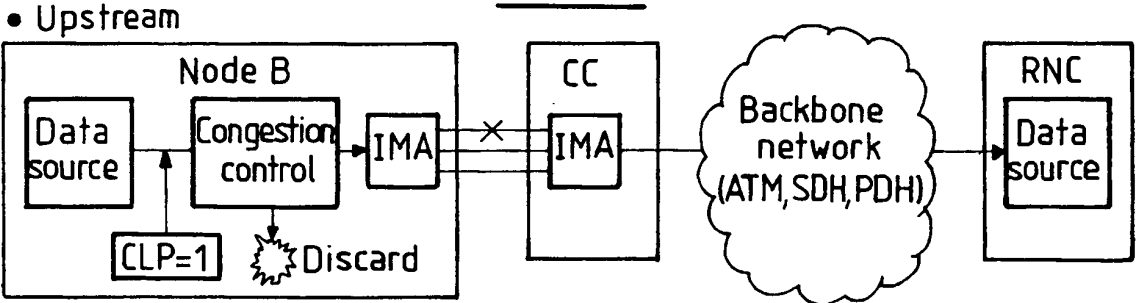 • Upstream
Node B
Data
source
Congestion
control
IMA
CLP=1
Discard
CC
IMA
Backbone
network
(ATM,SDH,PDH)
RNC
Data
source